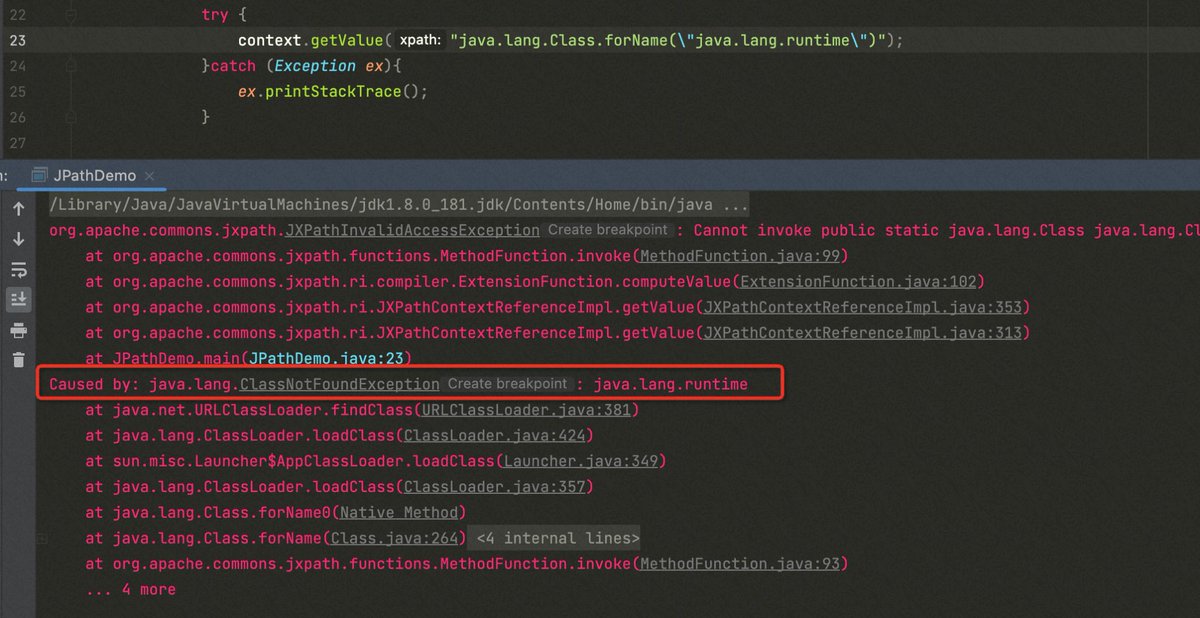 22 try {
23 context.getValue( xpath: "java.lang.Class.forName(\"java.lang.runtime\")");
24 }catch (Exception ex){
25 ex.printStackTrace();
26 }
27
n: JPathDemo ×
/Library/Java/JavaVirtualMachines/jdk1.8.0_181.jdk/Contents/Home/bin/java ...
org.apache.commons.jxpath.JXPathInvalidAccessException Create breakpoint : Cannot invoke public static java.lang.Class java.lang.Cl
at org.apache.commons.jxpath.functions.MethodFunction.invoke(MethodFunction.java:99)
at org.apache.commons.jxpath.ri.compiler.ExtensionFunction.computeValue(ExtensionFunction.java:102)
at org.apache.commons.jxpath.ri.JXPathContextReferenceImpl.getValue(JXPathContextReferenceImpl.java:353)
at org.apache.commons.jxpath.ri.JXPathContextReferenceImpl.getValue(JXPathContextReferenceImpl.java:313)
at JPathDemo.main(JPathDemo.java:23)
Caused by: java.lang.ClassNotFoundException Create breakpoint : java.lang.runtime
at java.net.URLClassLoader.findClass(URLClassLoader.java:381)
at java.lang.ClassLoader.loadClass(ClassLoader.java:424)
at sun.misc.Launcher$AppClassLoader.loadClass(Launcher.java:349)
at java.lang.ClassLoader.loadClass(ClassLoader.java:357)
at java.lang.Class.forName0(Native Method)
at java.lang.Class.forName(Class.java:264) <4 internal lines>
at org.apache.commons.jxpath.functions.MethodFunction.invoke(MethodFunction.java:93)
... 4 more